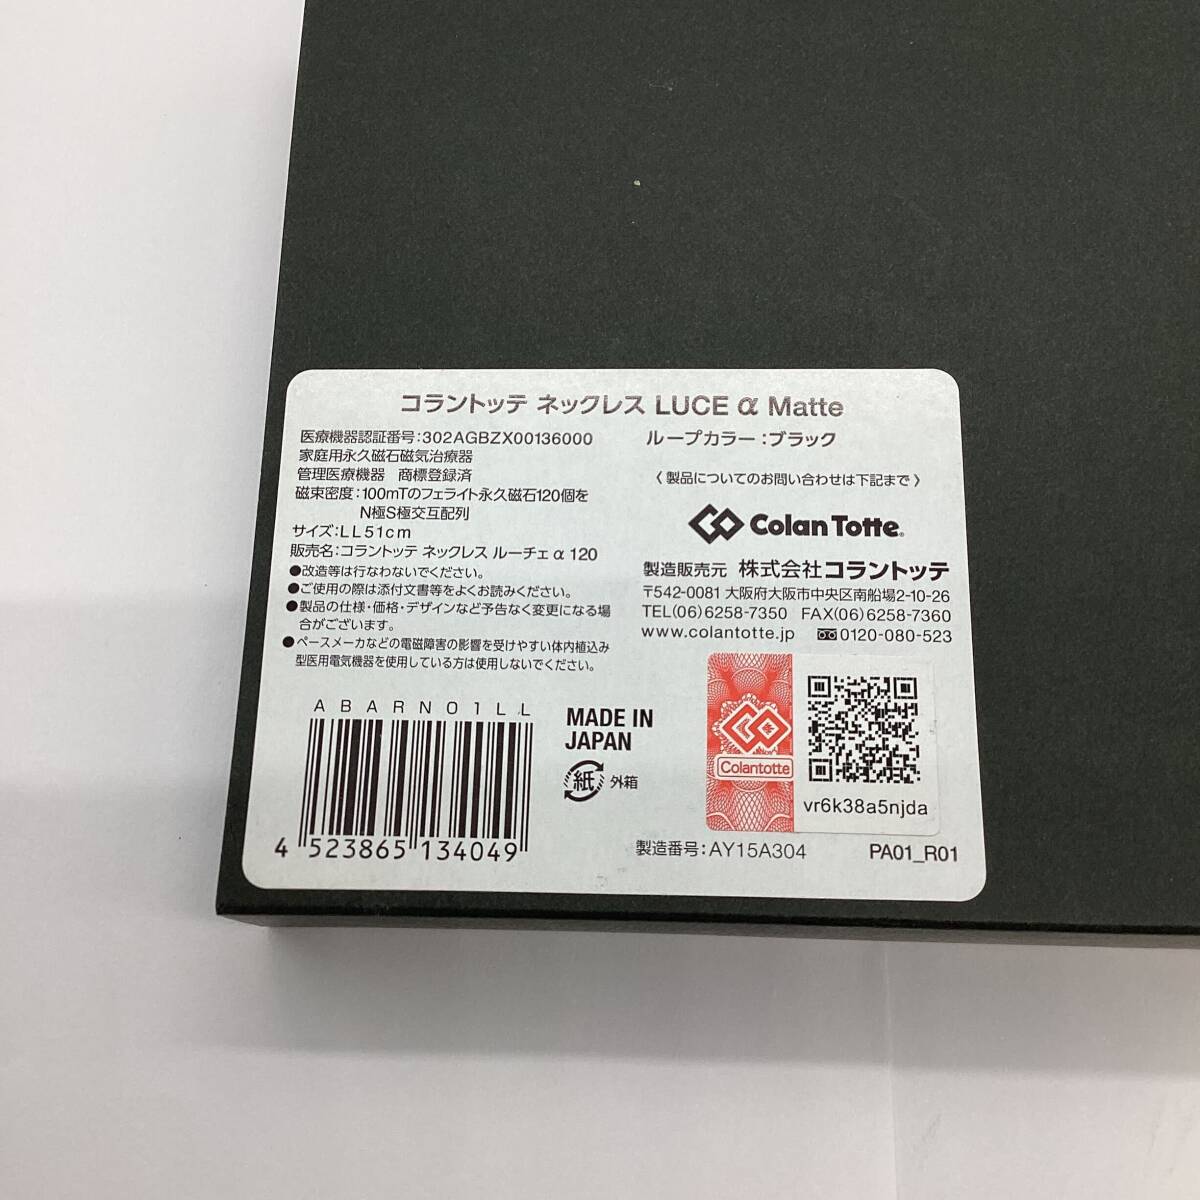 コラントッテ ネックレス LUCE α Matte
医療機器認証番号:302AGBZX00136000
家庭用永久磁石磁気治療器
管理医療機器 商標登録済
磁束密度:100mTのフェライト永久磁石120個を
N極S極交互配列
サイズ:LL51cm
販売名:コラントッテ ネックレス ルーチェ α 120
●改造等は行なわないでください。
●ご使用の際は添付文書等をよくお読みください。
●製品の仕様・価格・デザインなど予告なく変更になる場
合がございます。
●ペースメーカなどの電磁障害の影響を受けやすい体内植込み
型医用電気機器を使用している方は使用しないでください。
ABARN01LL
4 523865 134049
MADE IN
JAPAN
紙 外箱
ループカラー:ブラック
〈 製品についてのお問い合わせは下記まで 〉
Colan Totte.
製造販売元 株式会社コラントッテ
〒542-0081 大阪府大阪市中央区南船場2-10-26
TEL(06)6258-7350 FAX(06)6258-7360
www.colantotte.jp 0120-080-523
Colantotte
vr6k38a5njda
製造番号:AY15A304 PA01_R01